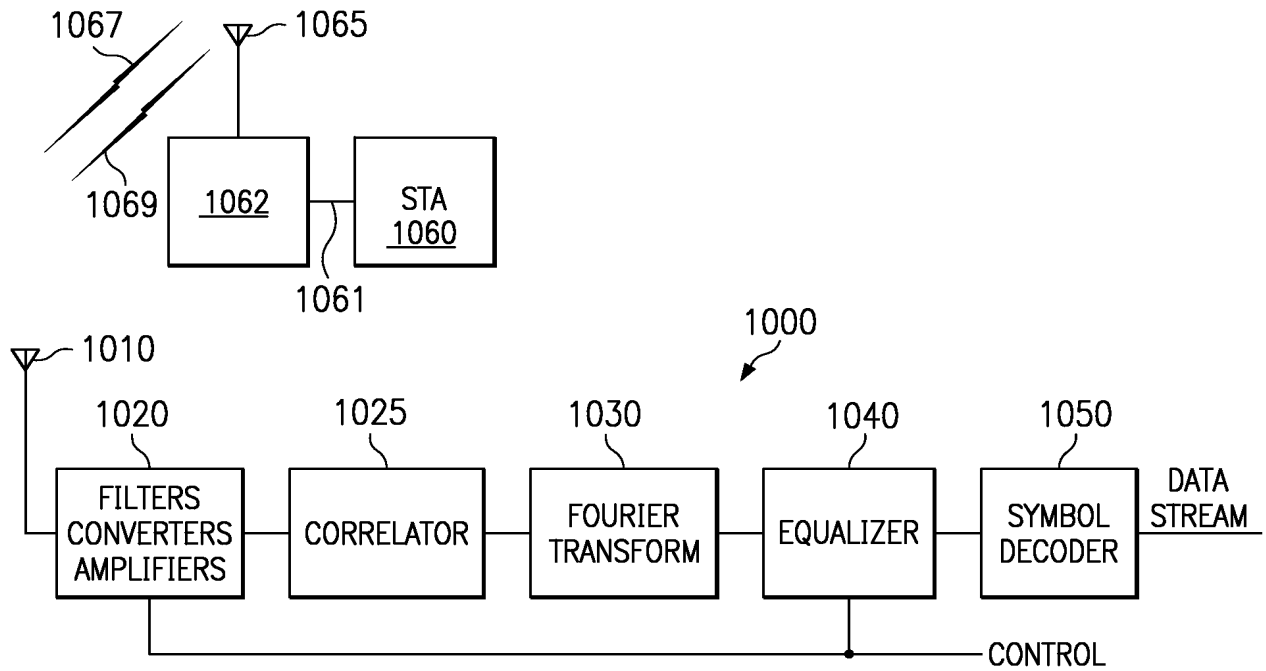 1067
1065
1069
1062
STA
1060
1061
1000
1010
1020
1025
1030
1040
1050
FILTERS
CONVERTERS
AMPLIFIERS
CORRELATOR
FOURIER
TRANSFORM
EQUALIZER
SYMBOL
DECODER
DATA
STREAM
CONTROL